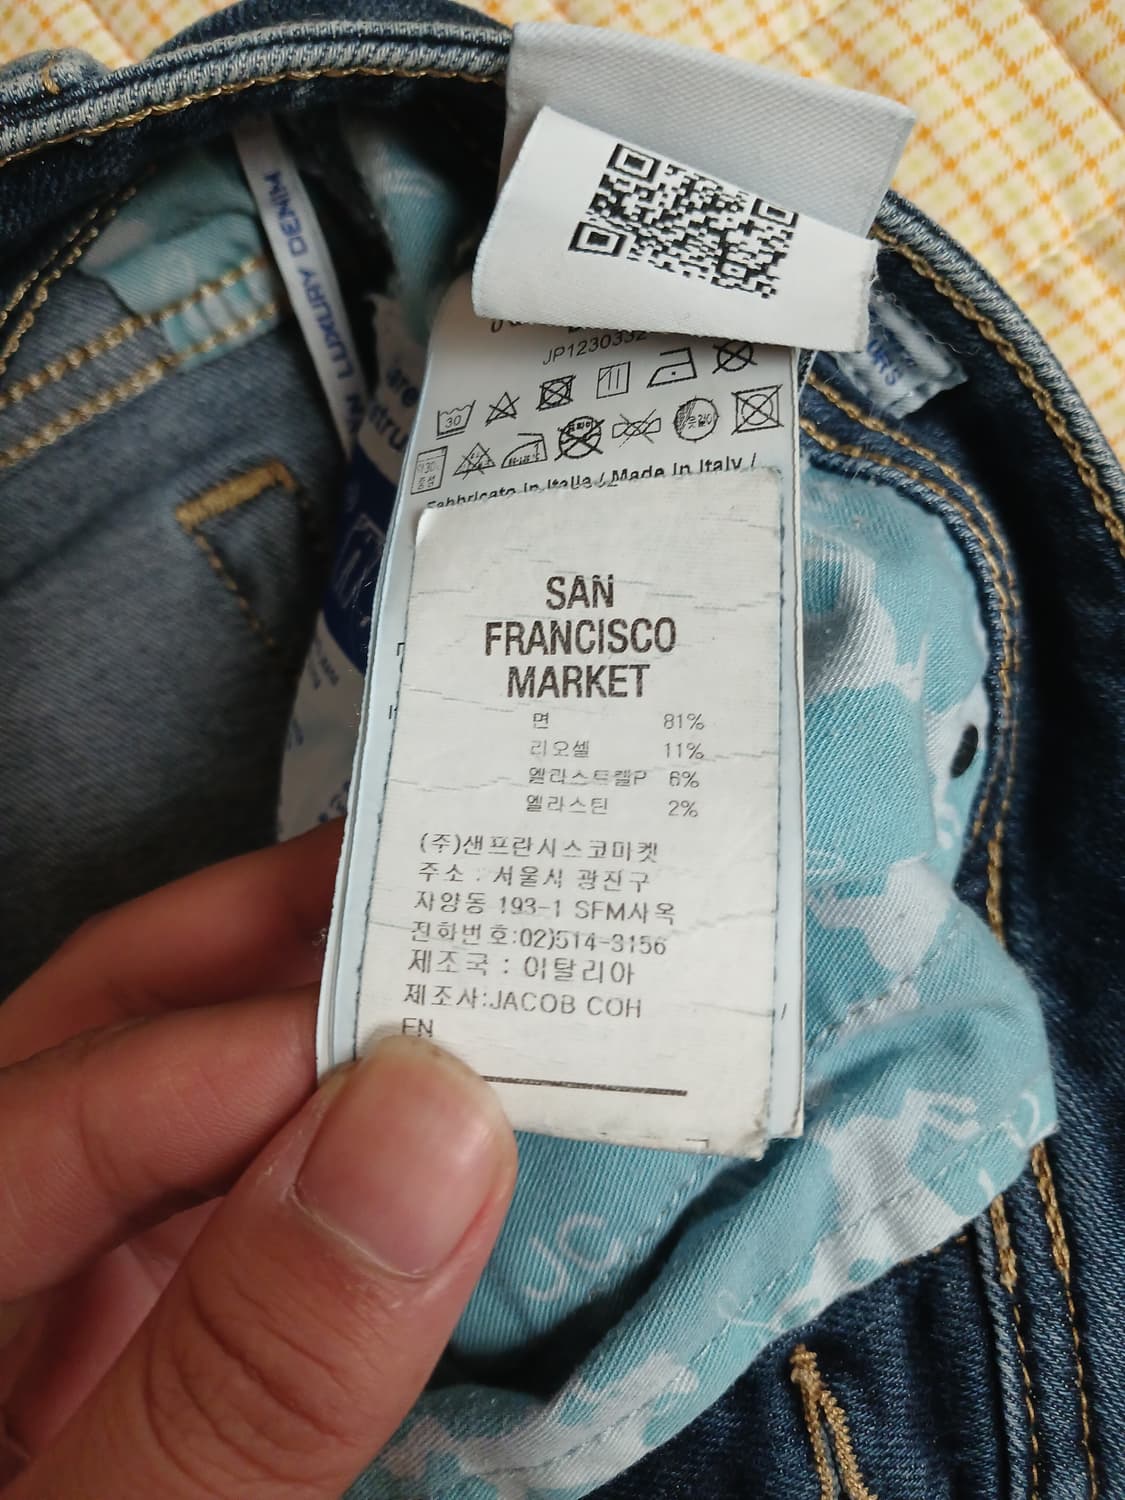 LUXURY DENIM
JP1230332
30
Fabbricato in Italia / Made in Italy /
SAN
FRANCISCO
MARKET
면 81%
리오셀 11%
엘라스트렐P 6%
엘라스틴 2%
(주)샌프란시스코마켓
주소 : 서울시 광진구
자양동 193-1 SFM사옥
전화번호:02)514-3156
제조국 : 이탈리아
제조사:JACOB COH
EN